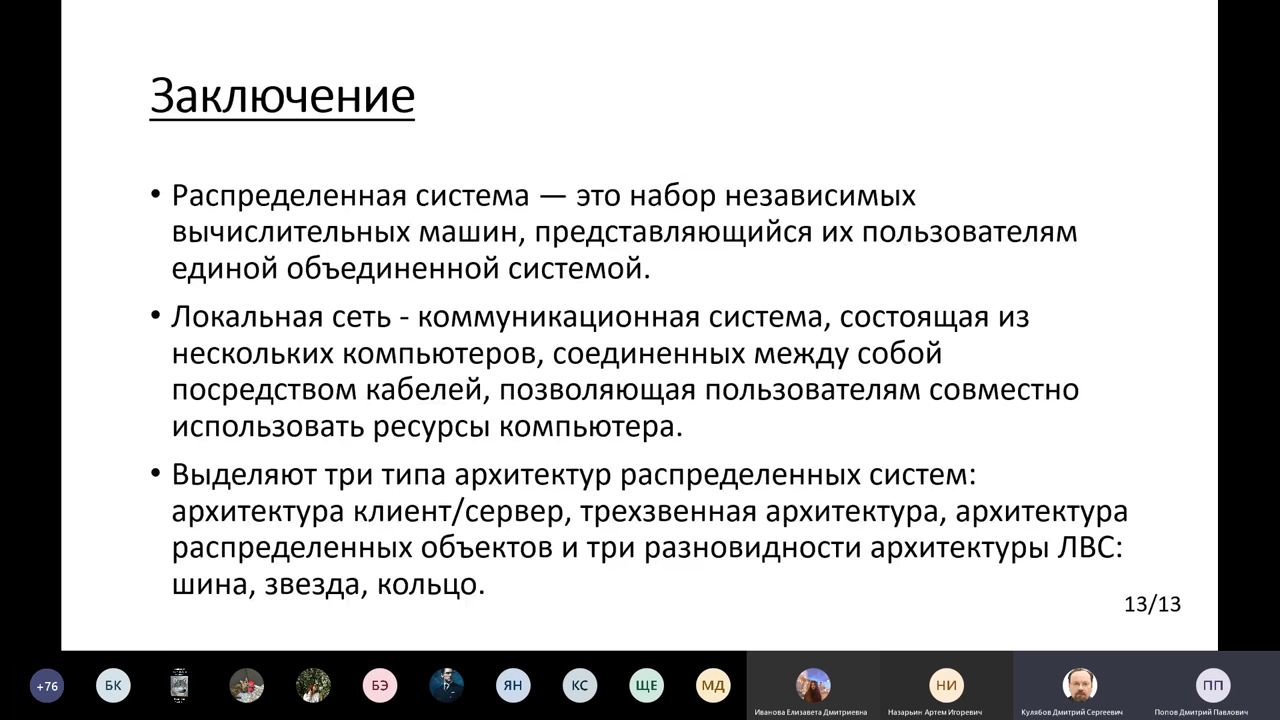 Заключение
• Распределенная система — это набор независимых
вычислительных машин, представляющийся их пользователям
единой объединенной системой.
• Локальная сеть - коммуникационная система, состоящая из
нескольких компьютеров, соединенных между собой
посредством кабелей, позволяющая пользователям совместно
использовать ресурсы компьютера.
• Выделяют три типа архитектур распределенных систем:
архитектура клиент/сервер, трехзвенная архитектура, архитектура
распределенных объектов и три разновидности архитектуры ЛВС:
шина, звезда, кольцо.
13/13
+76 БК БЭ ЯН КС ЩЕ МД НИ ПП
Иванова Елизавета Дмитриевна Назарьин Артем Игоревич Кулябов Дмитрий Сергеевич Попов Дмитрий Павлович